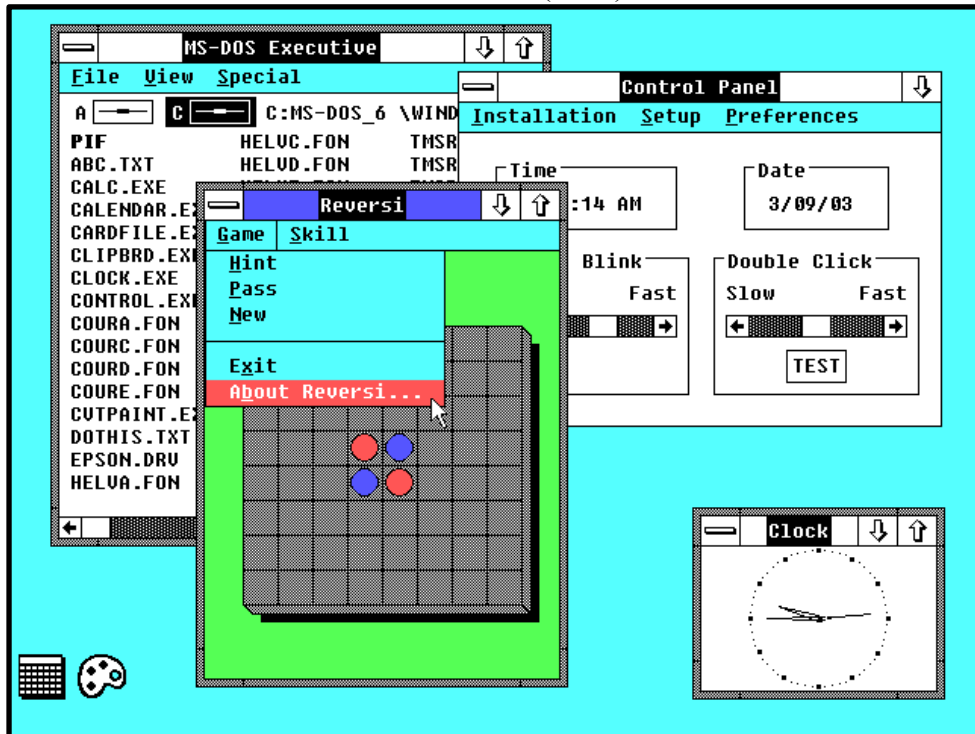 MS-DOS Executive
File View Special
A C C:MS-DOS_6 \WIND
PIF HELVC.FON TMSR
ABC.TXT HELVD.FON TMSR
CALC.EXE
CALENDAR.E
CARDFILE.E
CLIPBRD.EX
CLOCK.EXE
CONTROL.EX
COURA.FON
COURC.FON
COURD.FON
COURE.FON
CVTPAINT.E
DOTHIS.TXT
EPSON.DRV
HELVA.FON
Control Panel
Installation Setup Preferences
Time
:14 AM
Date
3/09/03
Blink
Fast
Double Click
Slow Fast
TEST
Reversi
Game Skill
Hint
Pass
New
Exit
About Reversi...
Clock